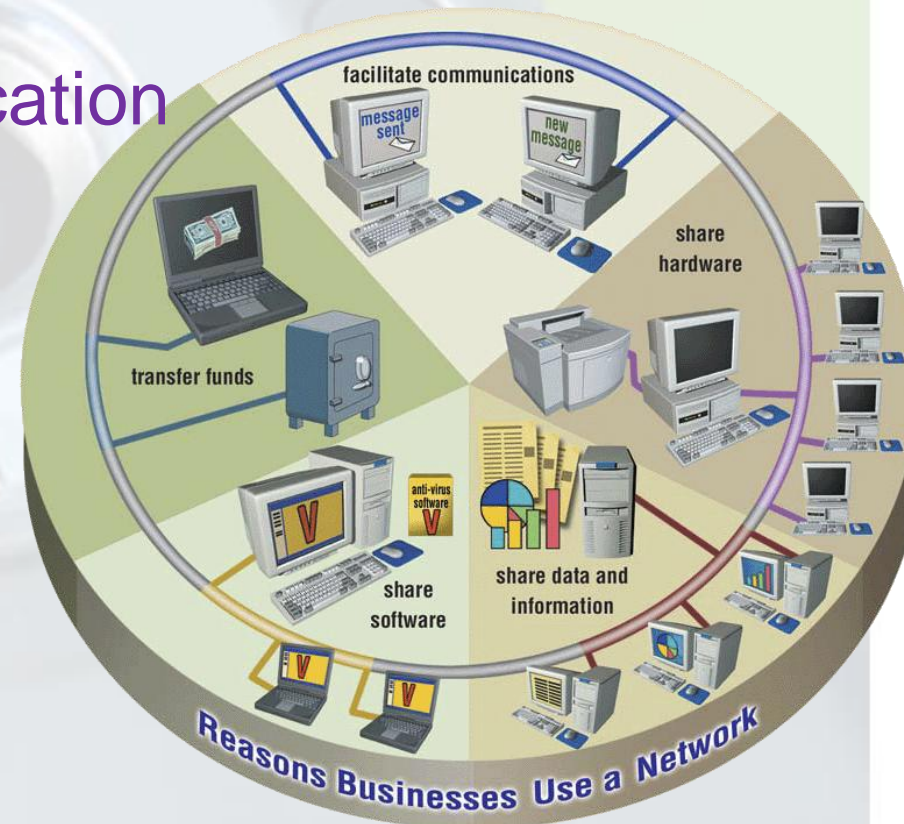 cation
facilitate communications
message
sent
new
message
share
hardware
transfer funds
anti-virus
software
V
V
share
software
share data and
information
V
V
Reasons Businesses Use a Network